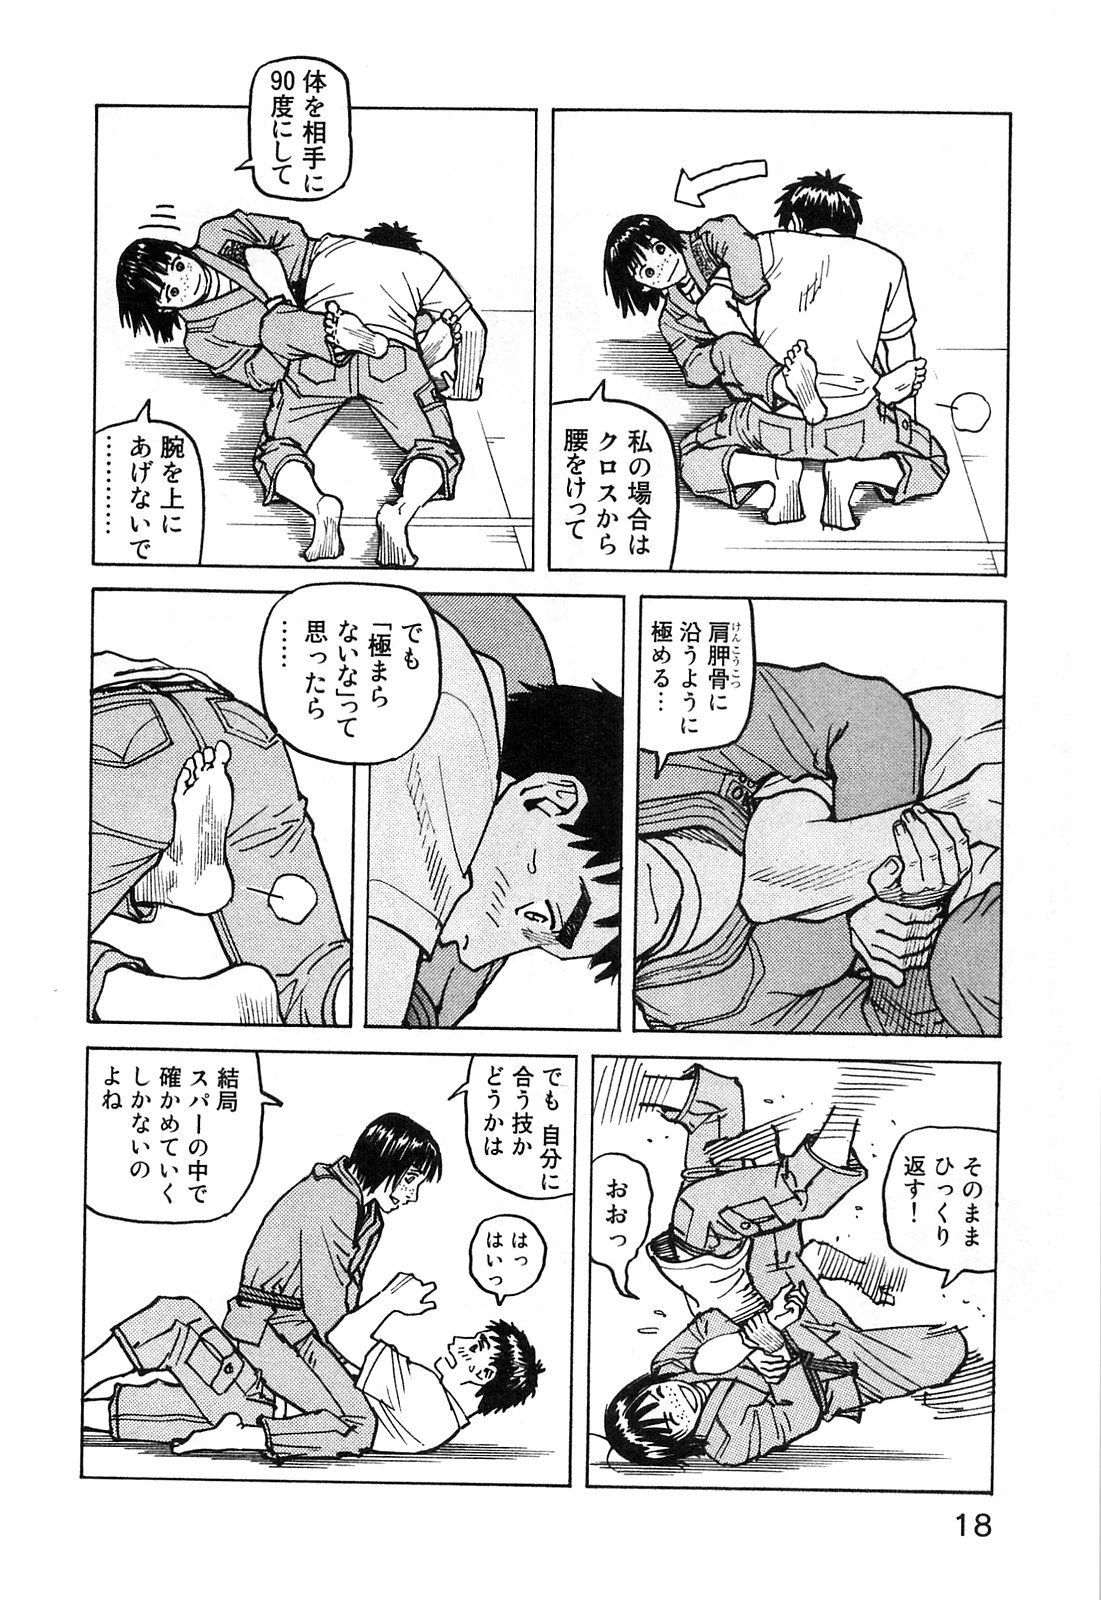 私の場合は
クロスから
腰をけって
体を相手に
90度にして
腕を上に
あげないで
…………
肩胛骨に
けんこうこつ
沿うように
極める…
でも
「極まら
ないな」って
思ったら
……
そのまま
ひっくり
返す！
おおっ
でも 自分に
合う技か
どうかは
はっ
はいっ
結局
スパーの中で
確かめていく
しかないの
よね
18